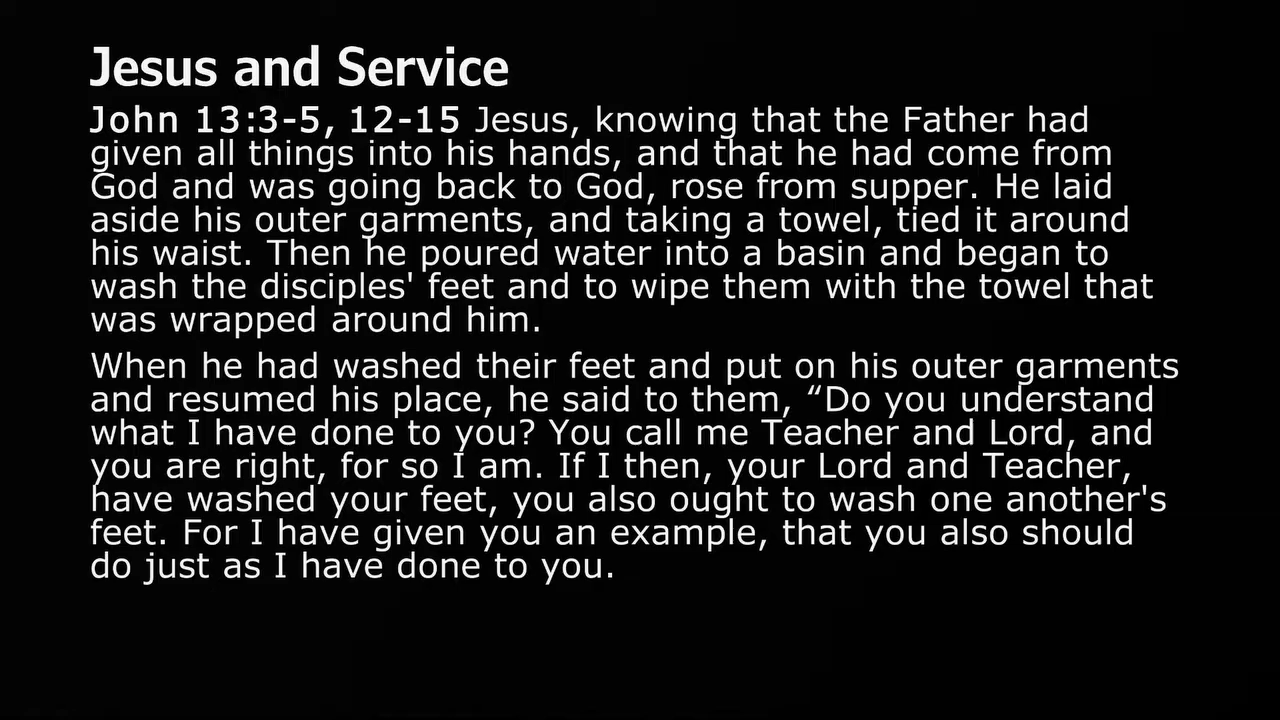 Jesus and Service
John 13:3-5, 12-15 Jesus, knowing that the Father had
given all things into his hands, and that he had come from
God and was going back to God, rose from supper. He laid
aside his outer garments, and taking a towel, tied it around
his waist. Then he poured water into a basin and began to
wash the disciples' feet and to wipe them with the towel that
was wrapped around him.
When he had washed their feet and put on his outer garments
and resumed his place, he said to them, “Do you understand
what I have done to you? You call me Teacher and Lord, and
you are right, for so I am. If I then, your Lord and Teacher,
have washed your feet, you also ought to wash one another's
feet. For I have given you an example, that you also should
do just as I have done to you.